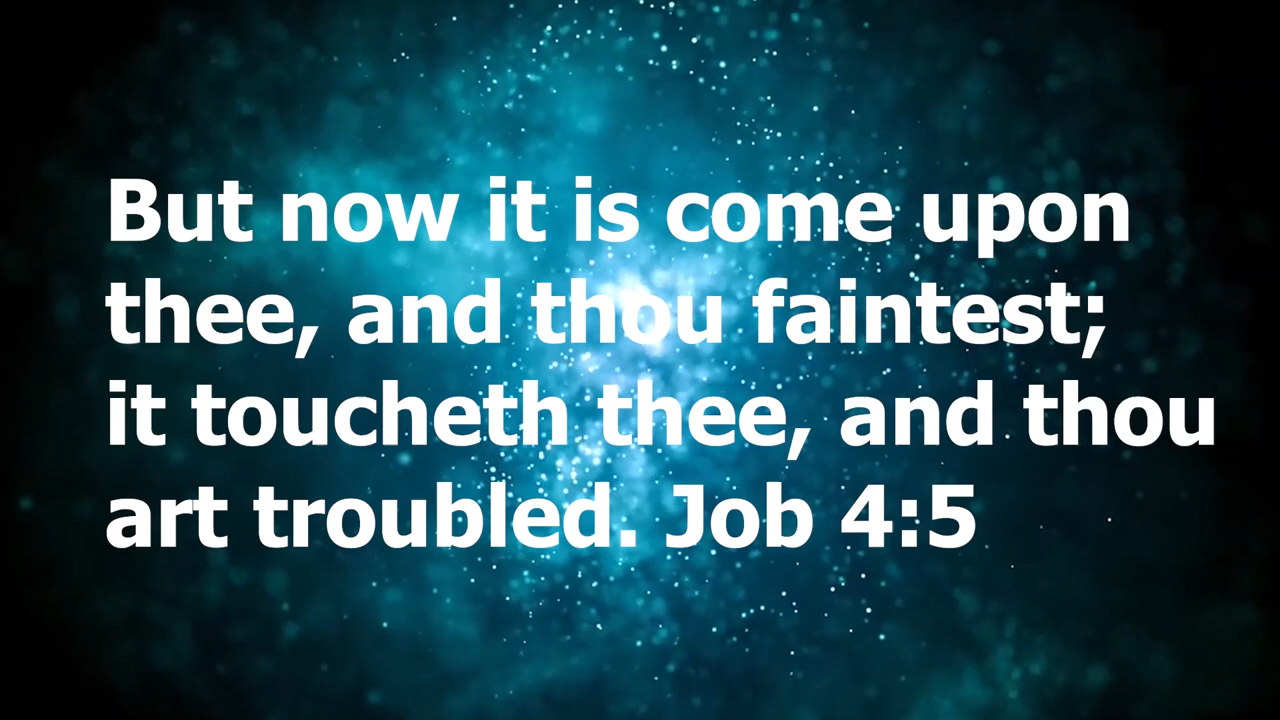 But now it is come upon
thee, and thou faintest;
it toucheth thee, and thou
art troubled. Job 4:5